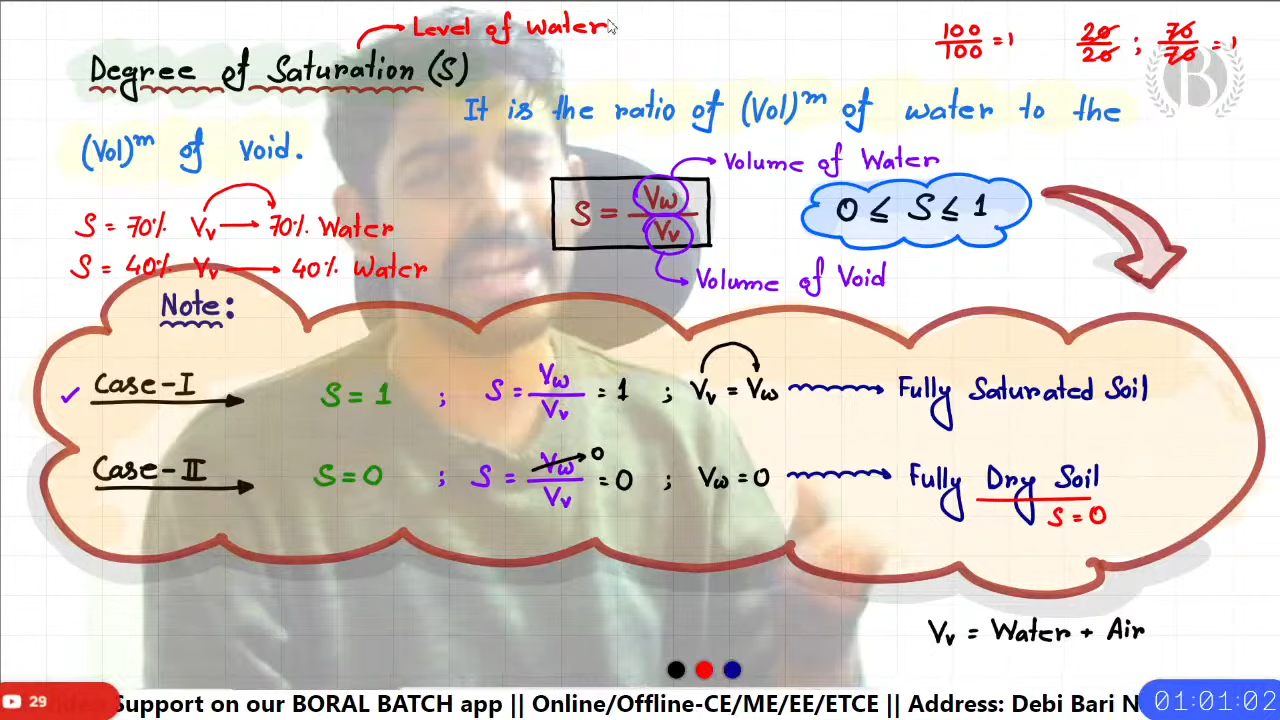 Level of water
100/100 = 1 20/20 ; 70/70 = 1
Degree of Saturation (S)
B
It is the ratio of (Vol)ᵐ of water to the
(Vol)ᵐ of Void.
Volume of Water
S = Vw/Vv
0 ≤ S ≤ 1
S = 70% Vv → 70% Water
S = 40% Vv → 40% Water
Volume of Void
Note:
✓ Case-I → S = 1 ; S = Vw/Vv = 1 ; Vv = Vw → Fully Saturated Soil
Case-II → S = 0 ; S = Vw/Vv = 0 ; Vw = 0 → Fully Dry Soil
0
S = 0
Vv = Water + Air
29
Support on our BORAL BATCH app || Online/Offline-CE/ME/EE/ETCE || Address: Debi Bari N
01:01:02